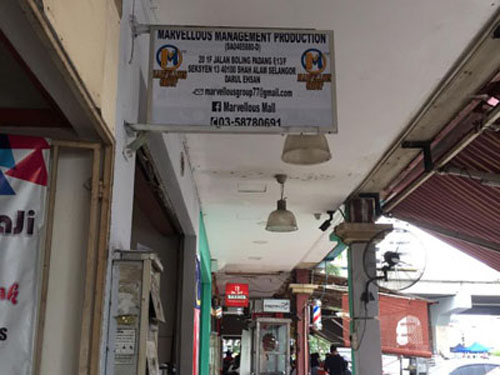 MARVELLOUS MANAGEMENT PRODUCTION
20 1F JALAN BOLING PADANG E13/F
SEKSYEN 13 40100 SHAH ALAM SELANGOR
DARUL EHSAN
marvellousgroup77@gmail.com
Marvellous Mall
03-58780691
aJi